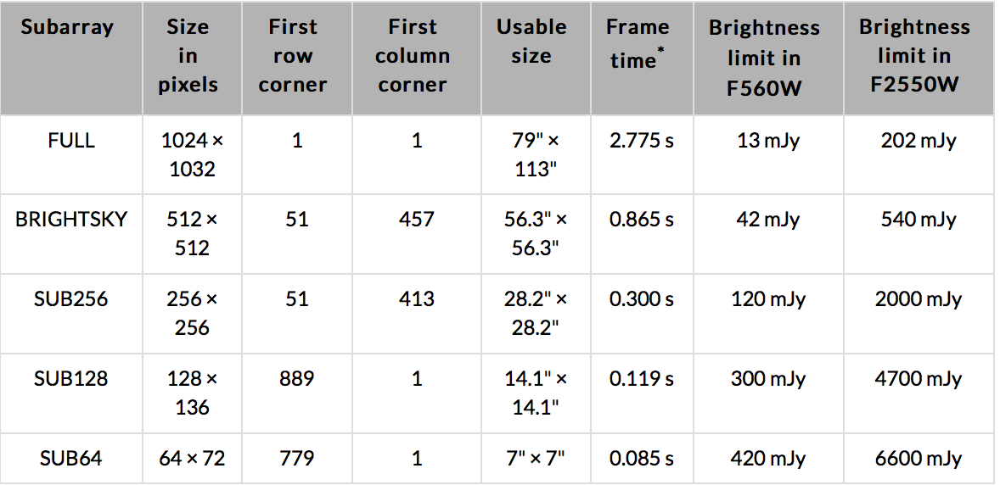 Subarray Size in pixels First row corner First column corner Usable size Frame time* Brightness limit in F560W Brightness limit in F2550W
FULL 1024 × 1032 1 1 79" × 113" 2.775 s 13 mJy 202 mJy
BRIGHTSKY 512 × 512 51 457 56.3" × 56.3" 0.865 s 42 mJy 540 mJy
SUB256 256 × 256 51 413 28.2" × 28.2" 0.300 s 120 mJy 2000 mJy
SUB128 128 × 136 889 1 14.1" × 14.1" 0.119 s 300 mJy 4700 mJy
SUB64 64 × 72 779 1 7" × 7" 0.085 s 420 mJy 6600 mJy